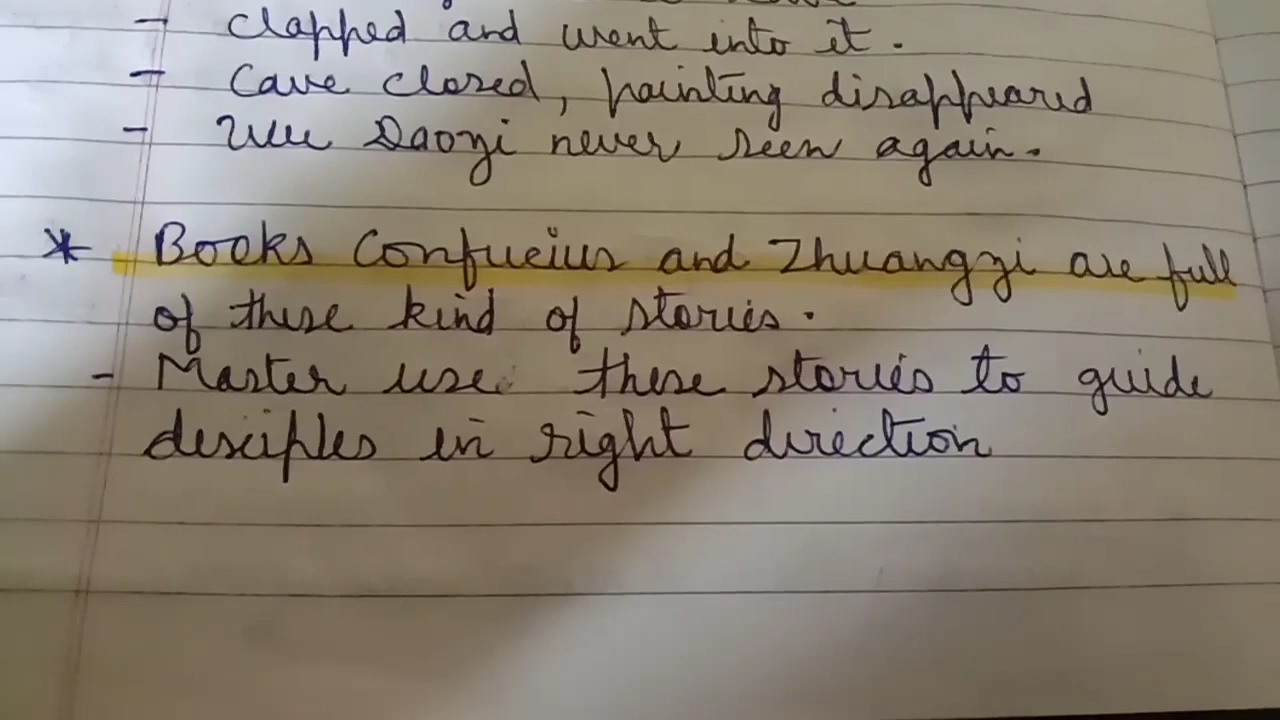 - Clapped and went into it.
- Cave closed, painting disappeared
- Wu Daozi never seen again.
* Books Confucius and Zhuangzi are full
of these kind of stories.
- Master use these stories to guide
desciples in right direction